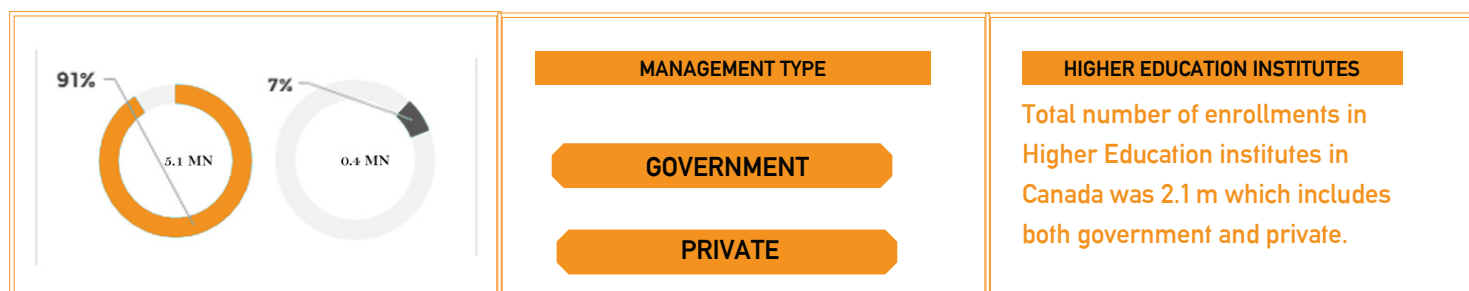 91%
5.1 MN
7%
0.4 MN
MANAGEMENT TYPE
GOVERNMENT
PRIVATE
HIGHER EDUCATION INSTITUTES
Total number of enrollments in
Higher Education institutes in
Canada was 2.1 m which includes
both government and private.